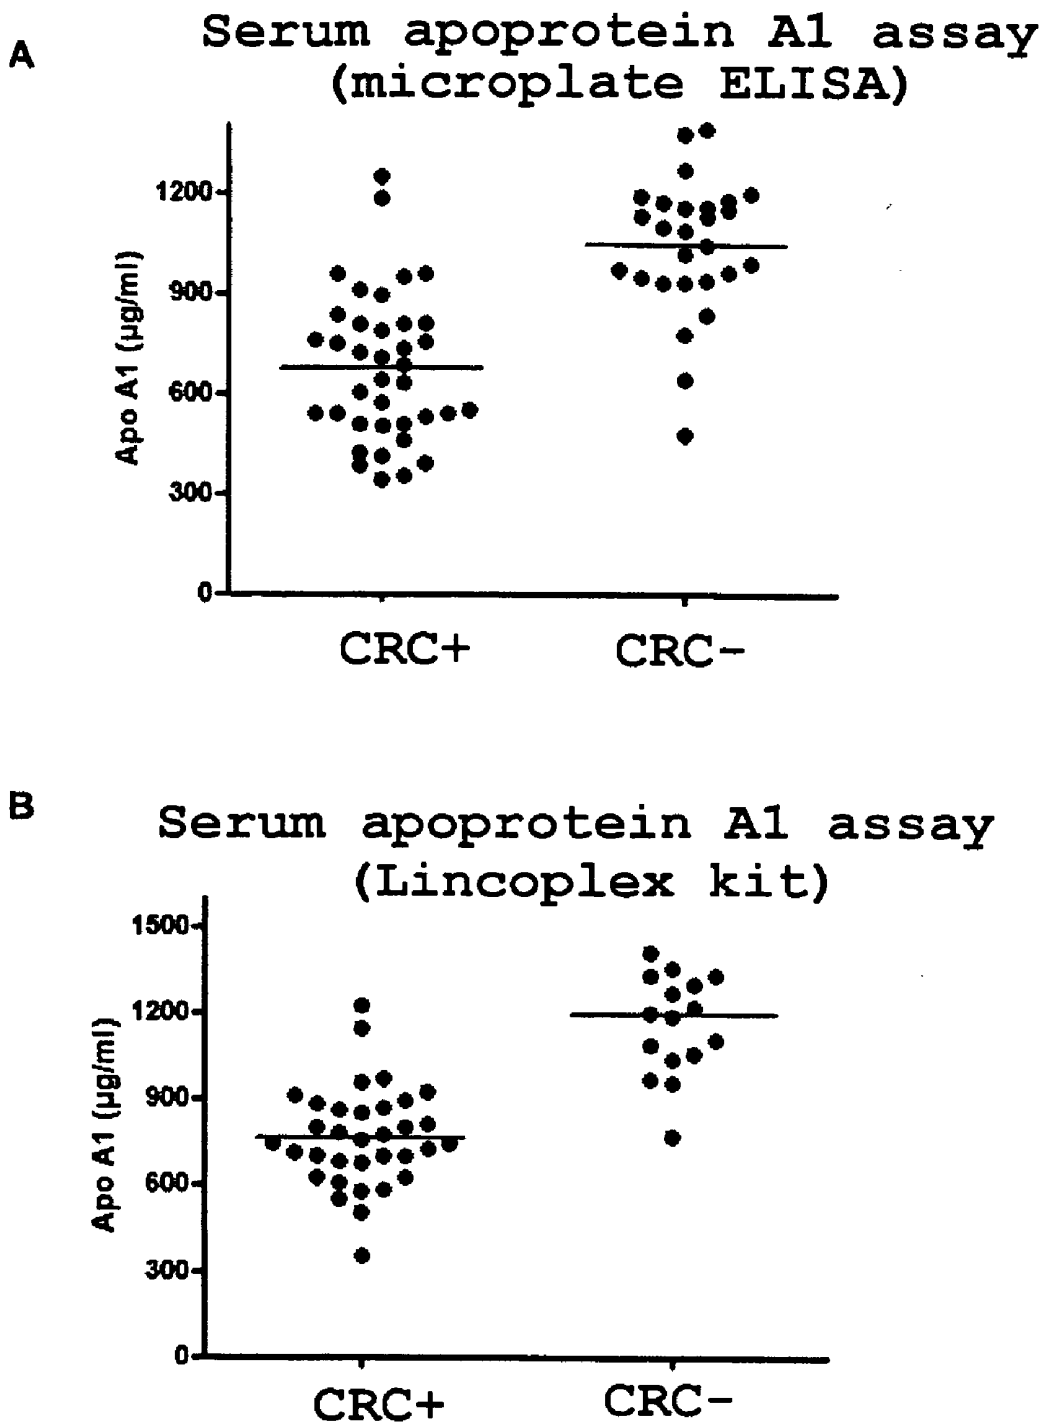 A
Serum apoprotein A1 assay
(microplate ELISA)
1200
900
600
300
0
Apo A1 (µg/ml)
CRC+
CRC-
B
Serum apoprotein A1 assay
(Lincoplex kit)
1500
1200
900
600
300
0
Apo A1 (µg/ml)
CRC+
CRC-